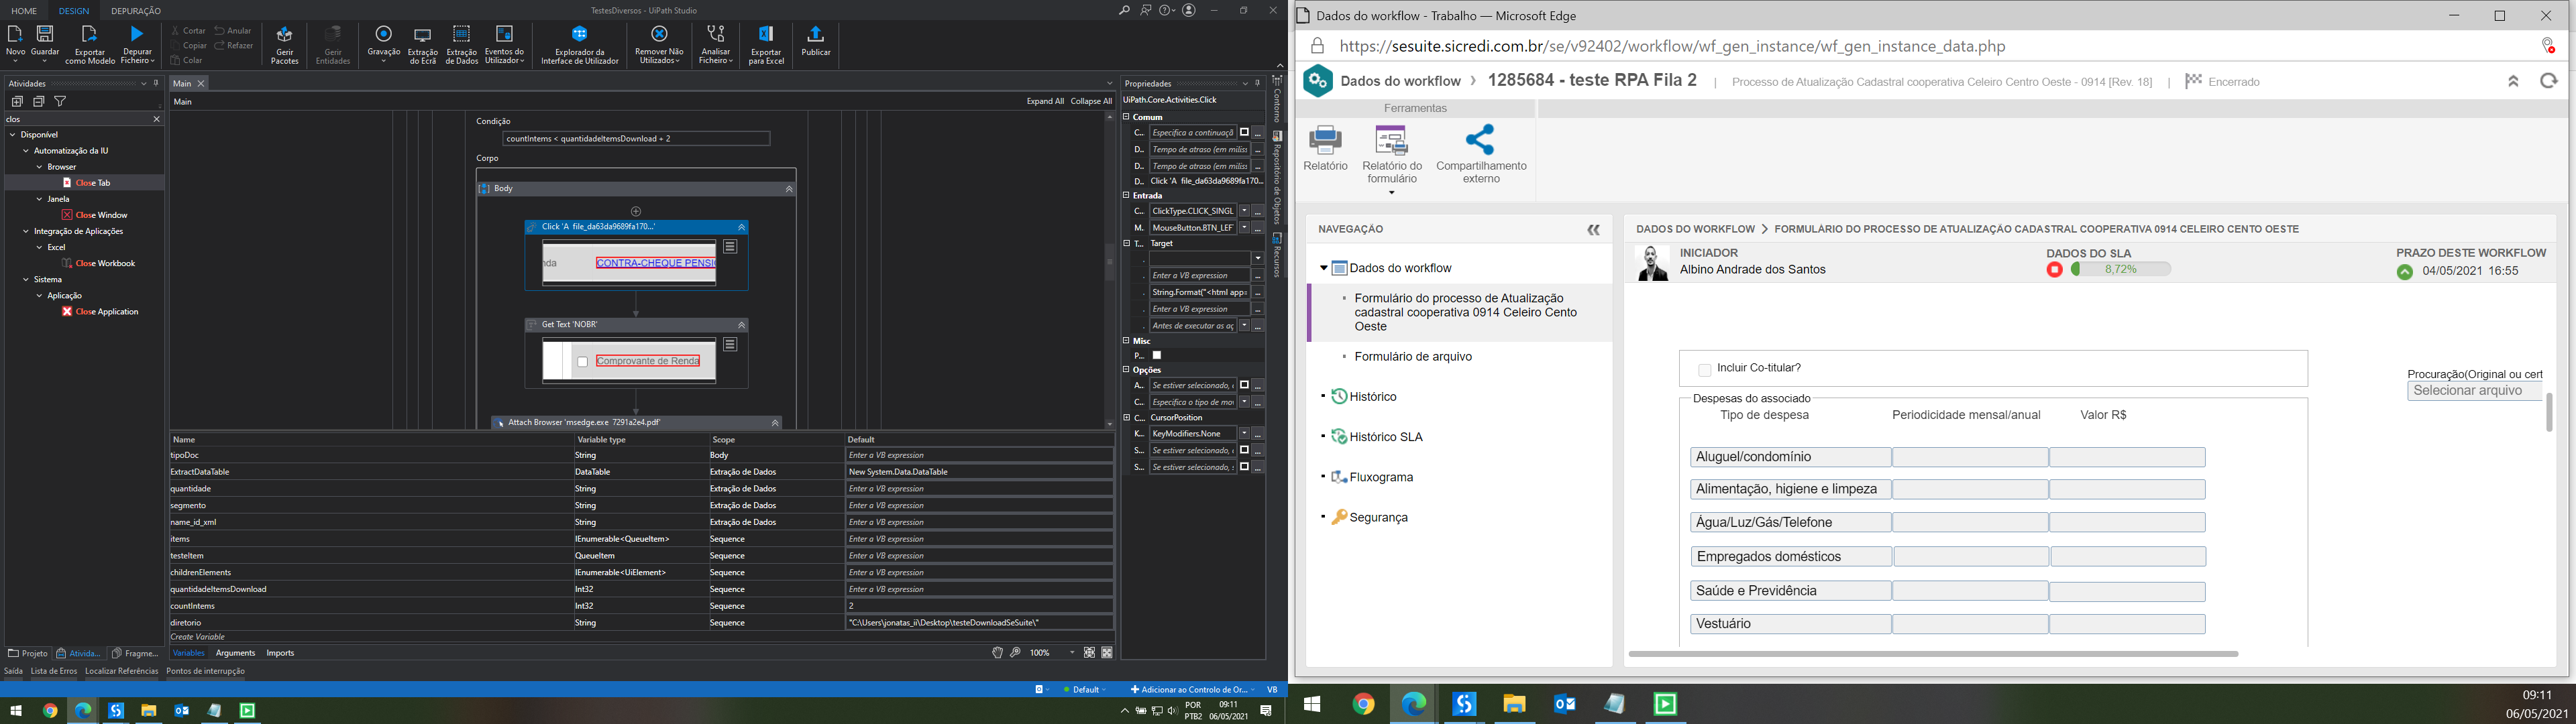 HOME DESIGN DEPURAÇÃO
TestesDiversos - UiPath Studio
Novo
Guardar
Exportar como Modelo
Depurar Ficheiro
Cortar
Copiar
Colar
Anular
Refazer
Gerir Pacotes
Gerir Entidades
Gravação
Extração do Ecrã
Extração de Dados
Eventos do Utilizador
Explorador da Interface de Utilizador
Remover Não Utilizados
Analisar Ficheiro
Exportar para Excel
Publicar
Atividades
clos
Disponível
Automatização da IU
Browser
Close Tab
Janela
Close Window
Integração de Aplicações
Excel
Close Workbook
Sistema
Aplicação
Close Application
Projeto Ativida... Fragme...
Main
Main
Expand All Collapse All
Condição
countIntems < quantidadeItemsDownload + 2
Corpo
Body
Click 'A file_da63da9689fa170...'
nda CONTRA-CHEQUE PENSIO
Get Text 'NOBR'
Comprovante de Renda
Attach Browser 'msedge.exe 7291a2e4.pdf'
Name Variable type Scope Default
tipoDoc String Body Enter a VB expression
ExtractDataTable DataTable Extração de Dados New System.Data.DataTable
quantidade String Extração de Dados Enter a VB expression
segmento String Extração de Dados Enter a VB expression
name_id_xml String Extração de Dados Enter a VB expression
items IEnumerable<QueueItem> Sequence Enter a VB expression
testeItem QueueItem Sequence Enter a VB expression
childrenElements IEnumerable<UiElement> Sequence Enter a VB expression
quantidadeItemsDownload Int32 Sequence Enter a VB expression
countIntems Int32 Sequence 2
diretorio String Sequence "C:\Users\jonatas_ii\Desktop\testeDownloadSeSuite\"
Create Variable
Variables Arguments Imports
100%
Propriedades
UiPath.Core.Activities.Click
Comum
C.. Especifica a continuaçã ...
D.. Tempo de atraso (em milis: ...
D.. Tempo de atraso (em milis: ...
D.. Click 'A file_da63da9689fa170...
Entrada
C.. ClickType.CLICK_SINGL ...
M. MouseButton.BTN_LEF ...
T... Target
. Enter a VB expression ...
. String.Format("<html app= ...
. Enter a VB expression ...
. Antes de executar as aç ...
Misc
P...
Opções
A.. Se estiver selecionado, ...
C.. Especifica o tipo de mo ...
C.. CursorPosition
K.. KeyModifiers.None ...
S.. Se estiver selecionado, ...
S.. Se estiver selecionado, ...
Contorno
Repositório de Objetos
Recursos
Saída Lista de Erros Localizar Referências Pontos de interrupção
Default
Adicionar ao Controlo de Or...
VB
POR
PTB2
09:11
06/05/2021
Dados do workflow - Trabalho — Microsoft Edge
https://sesuite.sicredi.com.br/se/v92402/workflow/wf_gen_instance/wf_gen_instance_data.php
Dados do workflow > 1285684 - teste RPA Fila 2 | Processo de Atualização Cadastral cooperativa Celeiro Centro Oeste - 0914 [Rev. 18] | Encerrado
Ferramentas
Relatório
Relatório do formulário
Compartilhamento externo
NAVEGAÇÃO
Dados do workflow
Formulário do processo de Atualização
cadastral cooperativa 0914 Celeiro Cento
Oeste
Formulário de arquivo
Histórico
Histórico SLA
Fluxograma
Segurança
DADOS DO WORKFLOW > FORMULÁRIO DO PROCESSO DE ATUALIZAÇÃO CADASTRAL COOPERATIVA 0914 CELEIRO CENTO OESTE
INICIADOR
Albino Andrade dos Santos
DADOS DO SLA
8,72%
PRAZO DESTE WORKFLOW
04/05/2021 16:55
Incluir Co-titular?
Procuração(Original ou cert
Selecionar arquivo
Despesas do associado
Tipo de despesa Periodicidade mensal/anual Valor R$
Aluguel/condomínio
Alimentação, higiene e limpeza
Água/Luz/Gás/Telefone
Empregados domésticos
Saúde e Previdência
Vestuário
09:11
06/05/2021